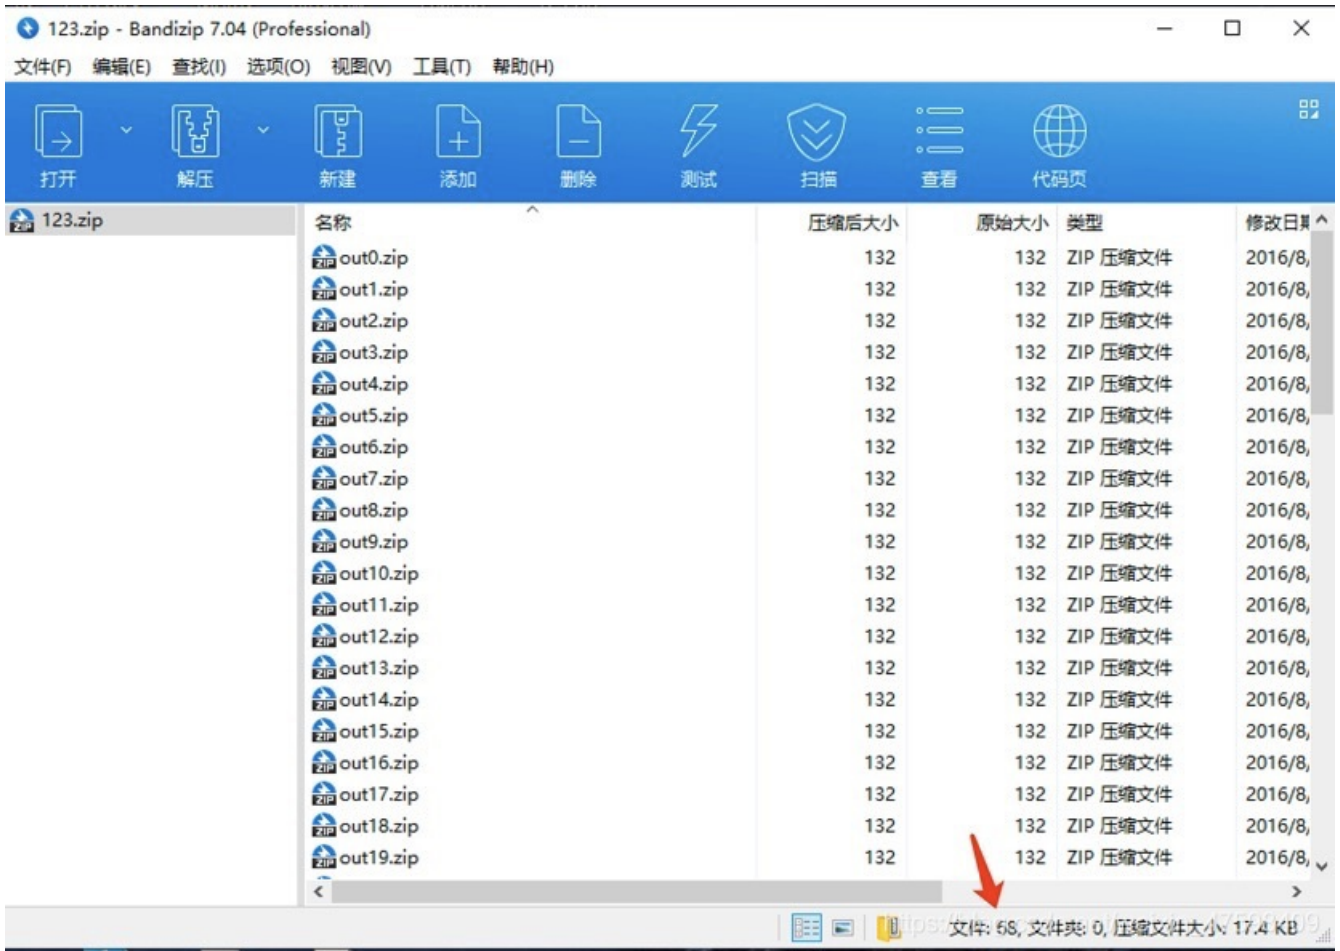 123.zip - Bandizip 7.04 (Professional)
文件(F) 编辑(E) 查找(I) 选项(O) 视图(V) 工具(T) 帮助(H)
打开 解压 新建 添加 删除 测试 扫描 查看 代码页
123.zip
名称 压缩后大小 原始大小 类型 修改日期
out0.zip 132 132 ZIP 压缩文件 2016/8/
out1.zip 132 132 ZIP 压缩文件 2016/8/
out2.zip 132 132 ZIP 压缩文件 2016/8/
out3.zip 132 132 ZIP 压缩文件 2016/8/
out4.zip 132 132 ZIP 压缩文件 2016/8/
out5.zip 132 132 ZIP 压缩文件 2016/8/
out6.zip 132 132 ZIP 压缩文件 2016/8/
out7.zip 132 132 ZIP 压缩文件 2016/8/
out8.zip 132 132 ZIP 压缩文件 2016/8/
out9.zip 132 132 ZIP 压缩文件 2016/8/
out10.zip 132 132 ZIP 压缩文件 2016/8/
out11.zip 132 132 ZIP 压缩文件 2016/8/
out12.zip 132 132 ZIP 压缩文件 2016/8/
out13.zip 132 132 ZIP 压缩文件 2016/8/
out14.zip 132 132 ZIP 压缩文件 2016/8/
out15.zip 132 132 ZIP 压缩文件 2016/8/
out16.zip 132 132 ZIP 压缩文件 2016/8/
out17.zip 132 132 ZIP 压缩文件 2016/8/
out18.zip 132 132 ZIP 压缩文件 2016/8/
out19.zip 132 132 ZIP 压缩文件 2016/8/
文件: 68, 文件夹: 0, 压缩文件大小: 17.4 KB